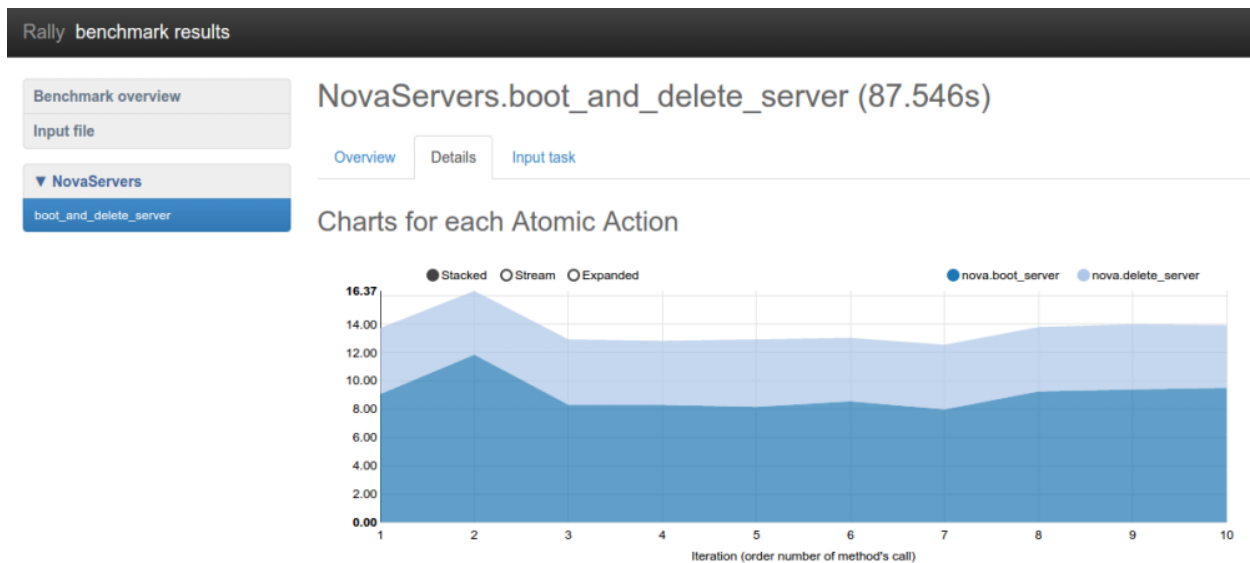 Rally benchmark results
Benchmark overview
Input file
▼ NovaServers
boot_and_delete_server
NovaServers.boot_and_delete_server (87.546s)
Overview Details Input task
Charts for each Atomic Action
Stacked Stream Expanded nova.boot_server nova.delete_server
16.37
14.00
12.00
10.00
8.00
6.00
4.00
2.00
0.00
1 2 3 4 5 6 7 8 9 10
Iteration (order number of method's call)